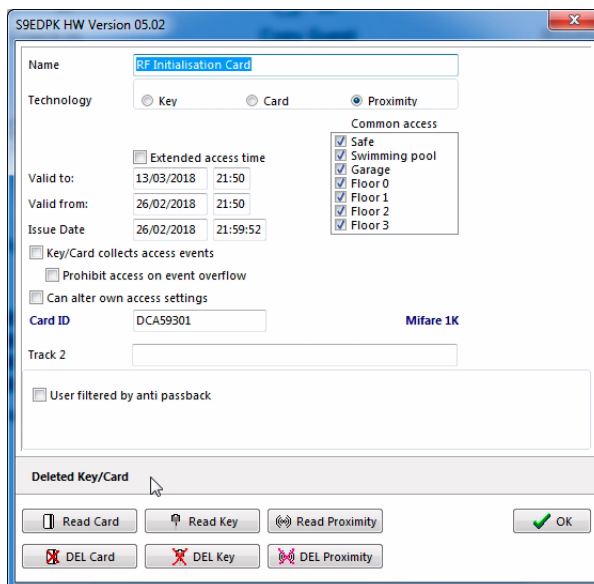 S9EDPK HW Version 05.02
Name
RF Initialisation Card
Technology
Key
Card
Proximity
Common access
Safe
Swimming pool
Garage
Floor 0
Floor 1
Floor 2
Floor 3
Extended access time
Valid to:
13/03/2018
21:50
Valid from:
26/02/2018
21:50
Issue Date
26/02/2018
21:59:52
Key/Card collects access events
Prohibit access on event overflow
Can alter own access settings
Card ID
DCA59301
Mifare 1K
Track 2
User filtered by anti passback
Deleted Key/Card
Read Card
Read Key
Read Proximity
OK
DEL Card
DEL Key
DEL Proximity